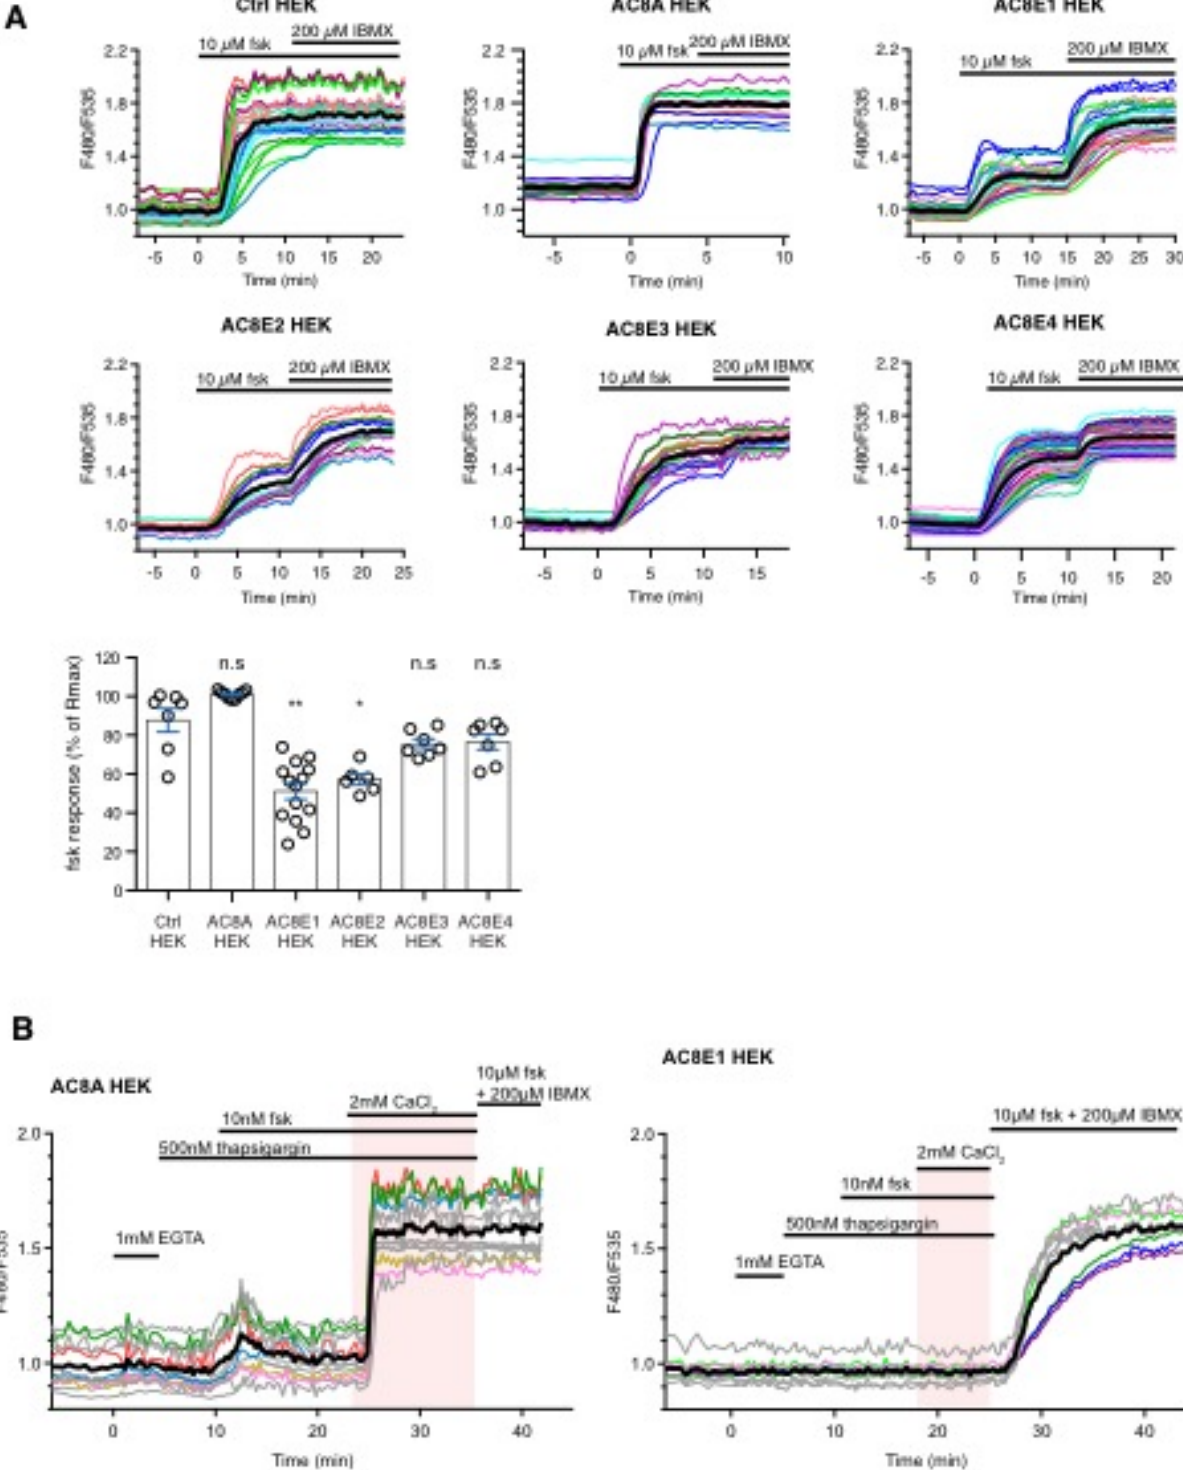 A
Ctrl HEK
10 μM fsk
200 μM IBMX
F480/F535
2.2
1.8
1.4
1.0
-5 0 5 10 15 20
Time (min)
AC8A HEK
10 μM fsk
200 μM IBMX
F480/F535
2.2
1.8
1.4
1.0
-5 0 5 10
Time (min)
AC8E1 HEK
10 μM fsk
200 μM IBMX
F480/F535
2.2
1.8
1.4
1.0
-5 0 5 10 15 20 25 30
Time (min)
AC8E2 HEK
10 μM fsk
200 μM IBMX
F480/F535
2.2
1.8
1.4
1.0
-5 0 5 10 15 20 25
Time (min)
AC8E3 HEK
10 μM fsk
200 μM IBMX
F480/F535
2.2
1.8
1.4
1.0
-5 0 5 10 15
Time (min)
AC8E4 HEK
10 μM fsk
200 μM IBMX
F480/F535
2.2
1.8
1.4
1.0
-5 0 5 10 15 20
Time (min)
fsk response (% of Rmax)
120
100
80
60
40
20
0
n.s
**
*
n.s
n.s
Ctrl HEK
AC8A HEK
AC8E1 HEK
AC8E2 HEK
AC8E3 HEK
AC8E4 HEK
B
AC8A HEK
10μM fsk
+ 200μM IBMX
2mM CaCl2
10nM fsk
500nM thapsigargin
1mM EGTA
F480/F535
2.0
1.5
1.0
0 10 20 30 40
Time (min)
AC8E1 HEK
10μM fsk + 200μM IBMX
2mM CaCl2
10nM fsk
500nM thapsigargin
1mM EGTA
F480/F535
2.0
1.5
1.0
0 10 20 30 40
Time (min)